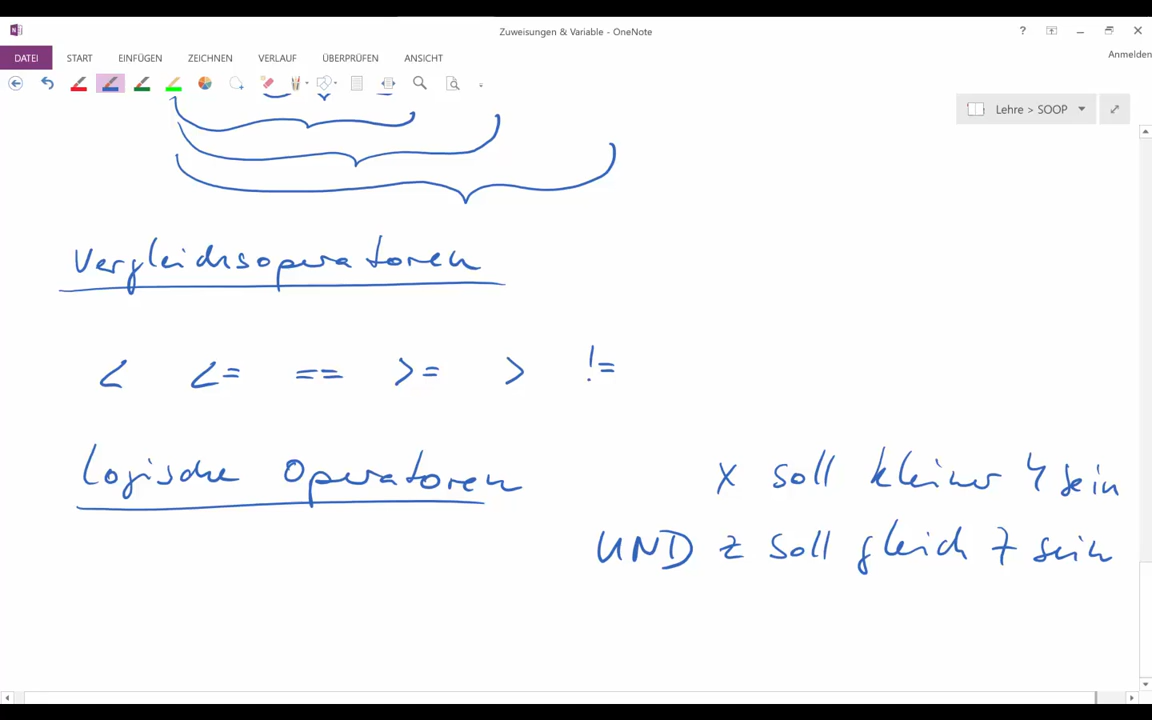 Zuweisungen & Variable - OneNote
?
Anmelden
DATEI START EINFÜGEN ZEICHNEN VERLAUF ÜBERPRÜFEN ANSICHT
Lehre > SOOP
Vergleichsoperatoren
< <= == >= > !=
Logische Operatoren
x soll kleiner 4 sein
UND z soll gleich 7 sein